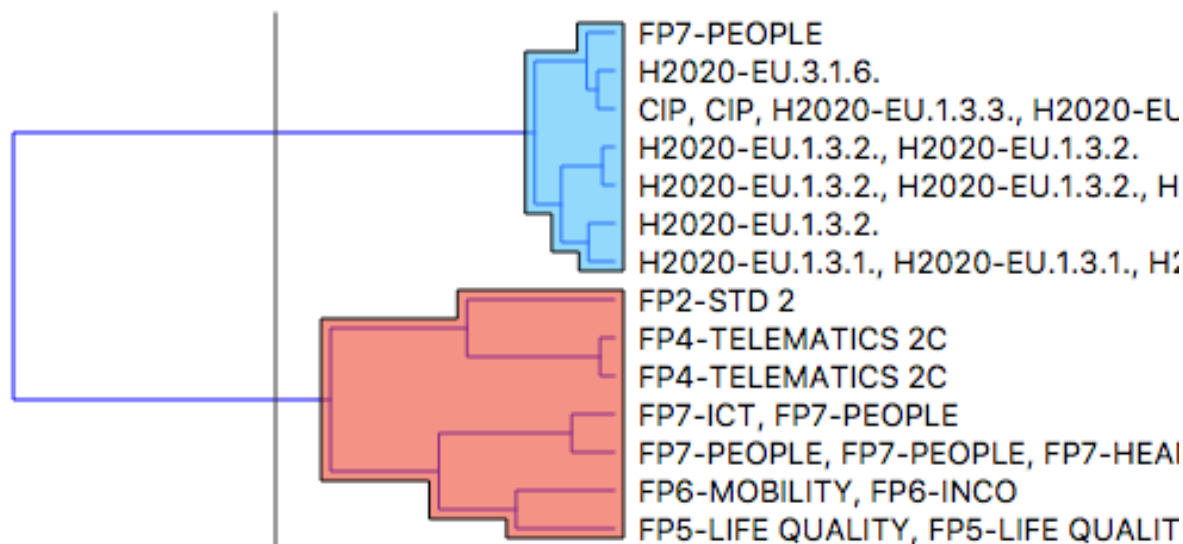 FP7-PEOPLE
H2020-EU.3.1.6.
CIP, CIP, H2020-EU.1.3.3., H2020-EU
H2020-EU.1.3.2., H2020-EU.1.3.2.
H2020-EU.1.3.2., H2020-EU.1.3.2., H
H2020-EU.1.3.2.
H2020-EU.1.3.1., H2020-EU.1.3.1., H2
FP2-STD 2
FP4-TELEMATICS 2C
FP4-TELEMATICS 2C
FP7-ICT, FP7-PEOPLE
FP7-PEOPLE, FP7-PEOPLE, FP7-HEA
FP6-MOBILITY, FP6-INCO
FP5-LIFE QUALITY, FP5-LIFE QUALIT